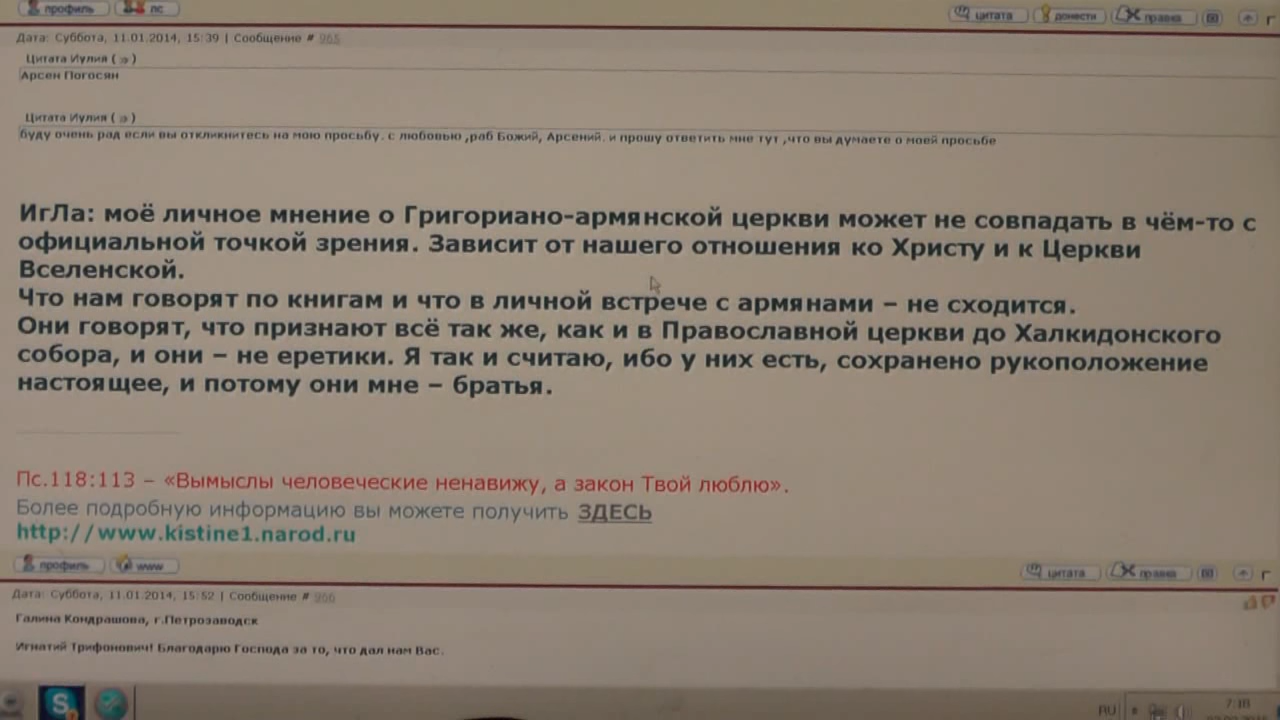 профиль пс цитата донести правка
Дата: Суббота, 11.01.2014, 15:39 | Сообщение # 965
Цитата Иулия ( )
Арсен Погосян
Цитата Иулия ( )
буду очень рад если вы откликнитесь на мою просьбу. с любовью ,раб Божий, Арсений. и прошу ответить мне тут ,что вы думаете о моей просьбе
ИгЛа: моё личное мнение о Григориано-армянской церкви может не совпадать в чём-то с
официальной точкой зрения. Зависит от нашего отношения ко Христу и к Церкви
Вселенской.
Что нам говорят по книгам и что в личной встрече с армянами – не сходится.
Они говорят, что признают всё так же, как и в Православной церкви до Халкидонского
собора, и они – не еретики. Я так и считаю, ибо у них есть, сохранено рукоположение
настоящее, и потому они мне – братья.
Пс.118:113 – «Вымыслы человеческие ненавижу, а закон Твой люблю».
Более подробную информацию вы можете получить ЗДЕСЬ
http://www.kistine1.narod.ru
профиль www цитата правка
Дата: Суббота, 11.01.2014, 15:52 | Сообщение # 966
Галина Кондрашова, г.Петрозаводск
Игнатий Трифонович! Благодарю Господа за то, что дал нам Вас.
RU 7:18